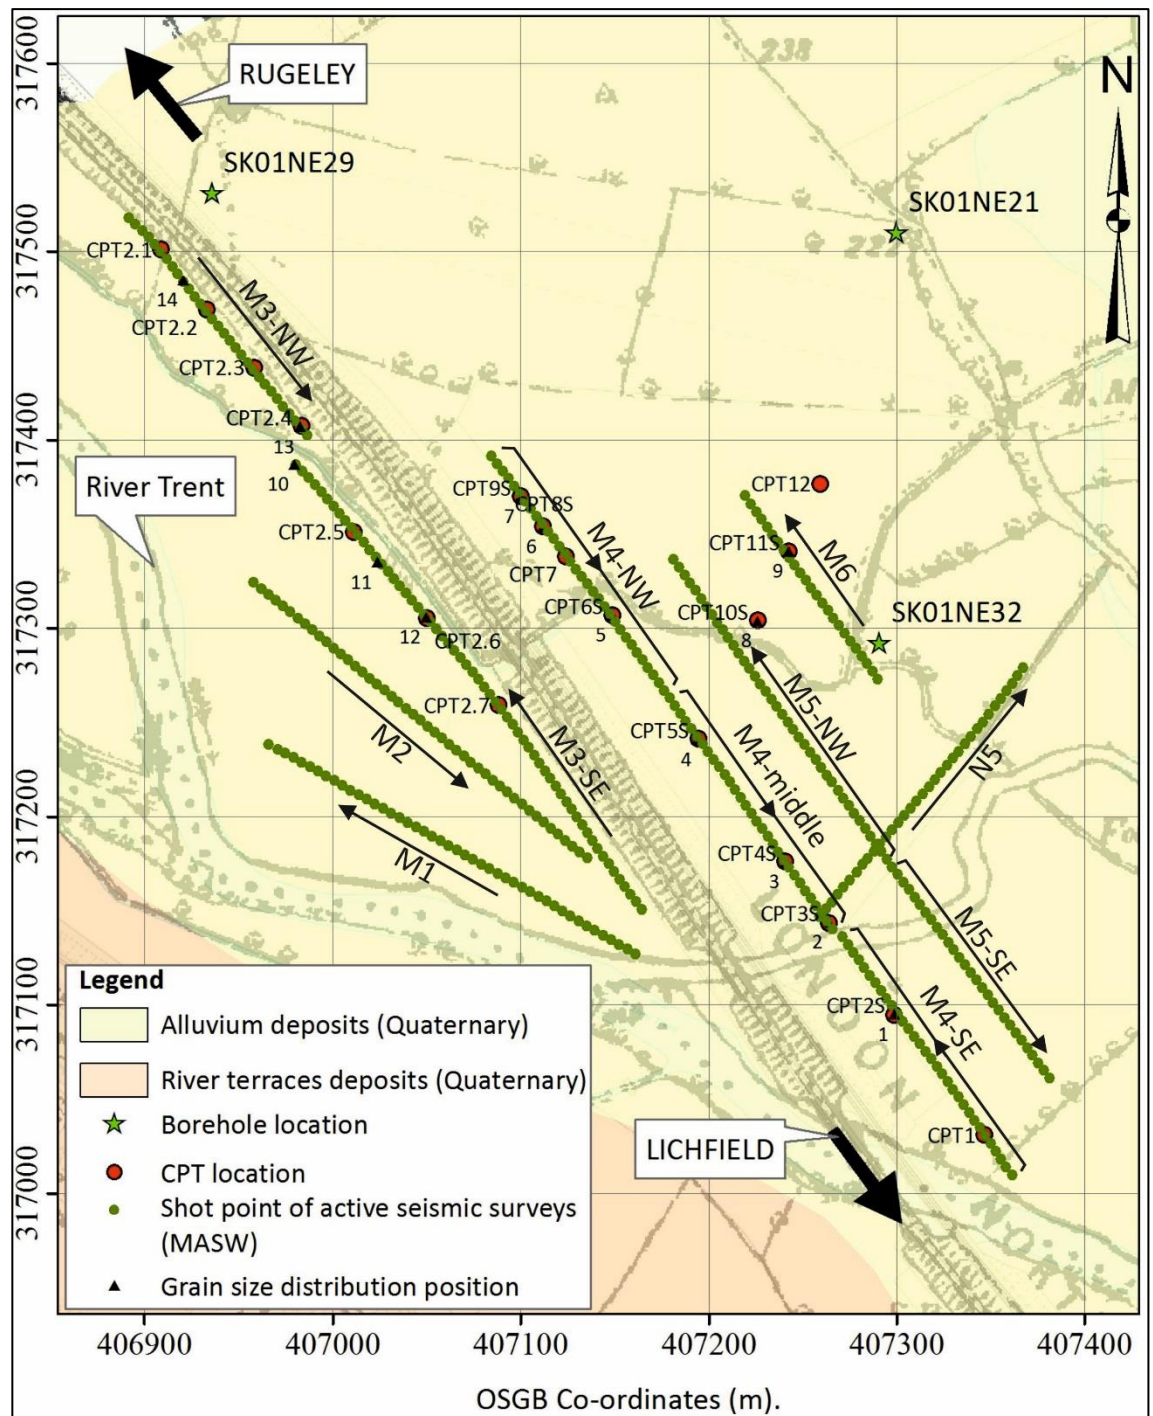 317600
317500
317400
317300
317200
317100
317000
RUGELEY
238
N
SK01NE29
SK01NE21
222
CPT2.1
14
CPT2.2
M3-NW
CPT2.3
CPT2.4
13
10
River Trent
CPT9S
CPT8S
7
CPT12
CPT2.5
6
M4-NW
CPT11S
M6
11
CPT7
9
CPT6S
CPT10S
SK01NE32
12
CPT2.6
5
8
CPT2.7
CPT5S
M5-NW
M2
4
M3-SE
M4-middle
N5
M1
CPT4S
3
CPT3S
2
M5-SE
ONDON
CPT2S
1
M4-SE
CPT1
LICHFIELD
NO
Legend
Alluvium deposits (Quaternary)
River terraces deposits (Quaternary)
Borehole location
CPT location
Shot point of active seismic surveys
(MASW)
Grain size distribution position
406900
407000
407100
407200
407300
407400
OSGB Co-ordinates (m).